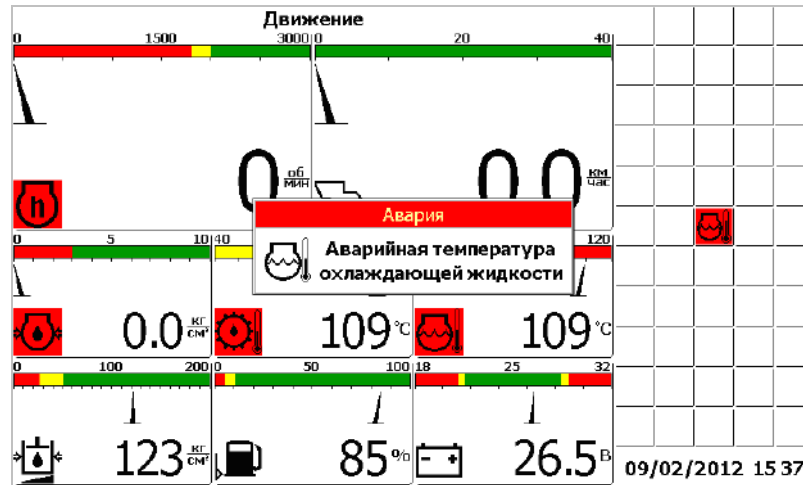 Движение
0 1500 3000
0 20 40
0 об/мин
0.0 км/час
h
Авария
Аварийная температура
охлаждающей жидкости
0 5 10
40
120
0.0 кг/см²
109 °C
109 °C
0 100 200
0 50 100
18 25 32
123 кг/см²
85 %
26.5 В
09/02/2012 15 37